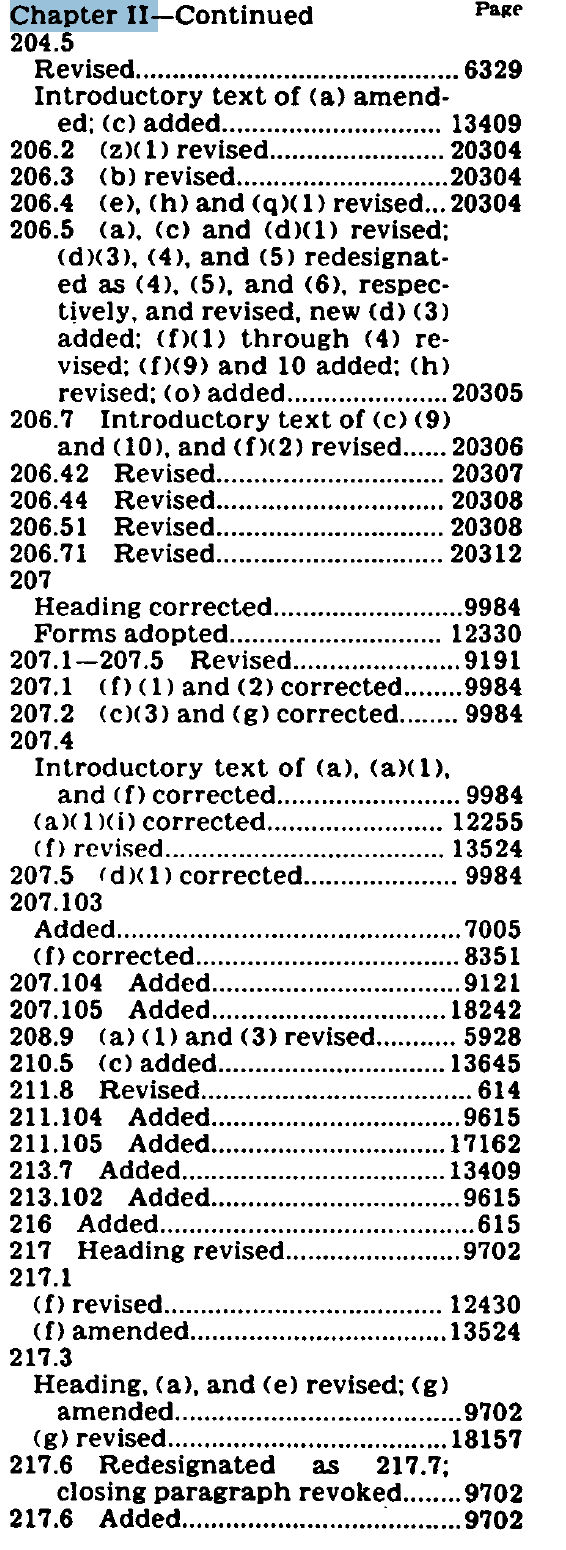 Chapter II—Continued Page
204.5
Revised..................................... 6329
Introductory text of (a) amend-
ed; (c) added......................... 13409
206.2 (z)(1) revised.................... 20304
206.3 (b) revised........................20304
206.4 (e), (h) and (q)(1) revised...20304
206.5 (a), (c) and (d)(1) revised;
(d)(3), (4), and (5) redesignat-
ed as (4), (5), and (6), respec-
tively, and revised, new (d) (3)
added; (f)(1) through (4) re-
vised; (f)(9) and 10 added; (h)
revised; (o) added..................... 20305
206.7 Introductory text of (c) (9)
and (10), and (f)(2) revised...... 20306
206.42 Revised.......................... 20307
206.44 Revised.......................... 20308
206.51 Revised.......................... 20308
206.71 Revised.......................... 20312
207
Heading corrected.........................9984
Forms adopted........................ 12330
207.1—207.5 Revised....................9191
207.1 (f) (1) and (2) corrected........9984
207.2 (c)(3) and (g) corrected........ 9984
207.4
Introductory text of (a), (a)(1),
and (f) corrected....................... 9984
(a)(1)(i) corrected.................... 12255
(f) revised................................ 13524
207.5 (d)(1) corrected.................. 9984
207.103
Added.........................................7005
(f) corrected..............................8351
207.104 Added............................9121
207.105 Added.......................... 18242
208.9 (a) (1) and (3) revised........... 5928
210.5 (c) added.......................... 13645
211.8 Revised............................... 614
211.104 Added............................9615
211.105 Added.......................... 17162
213.7 Added.............................. 13409
213.102 Added............................9615
216 Added...................................615
217 Heading revised....................9702
217.1
(f) revised................................ 12430
(f) amended..............................13524
217.3
Heading, (a), and (e) revised; (g)
amended..................................9702
(g) revised................................18157
217.6 Redesignated as 217.7;
closing paragraph revoked........9702
217.6 Added................................9702